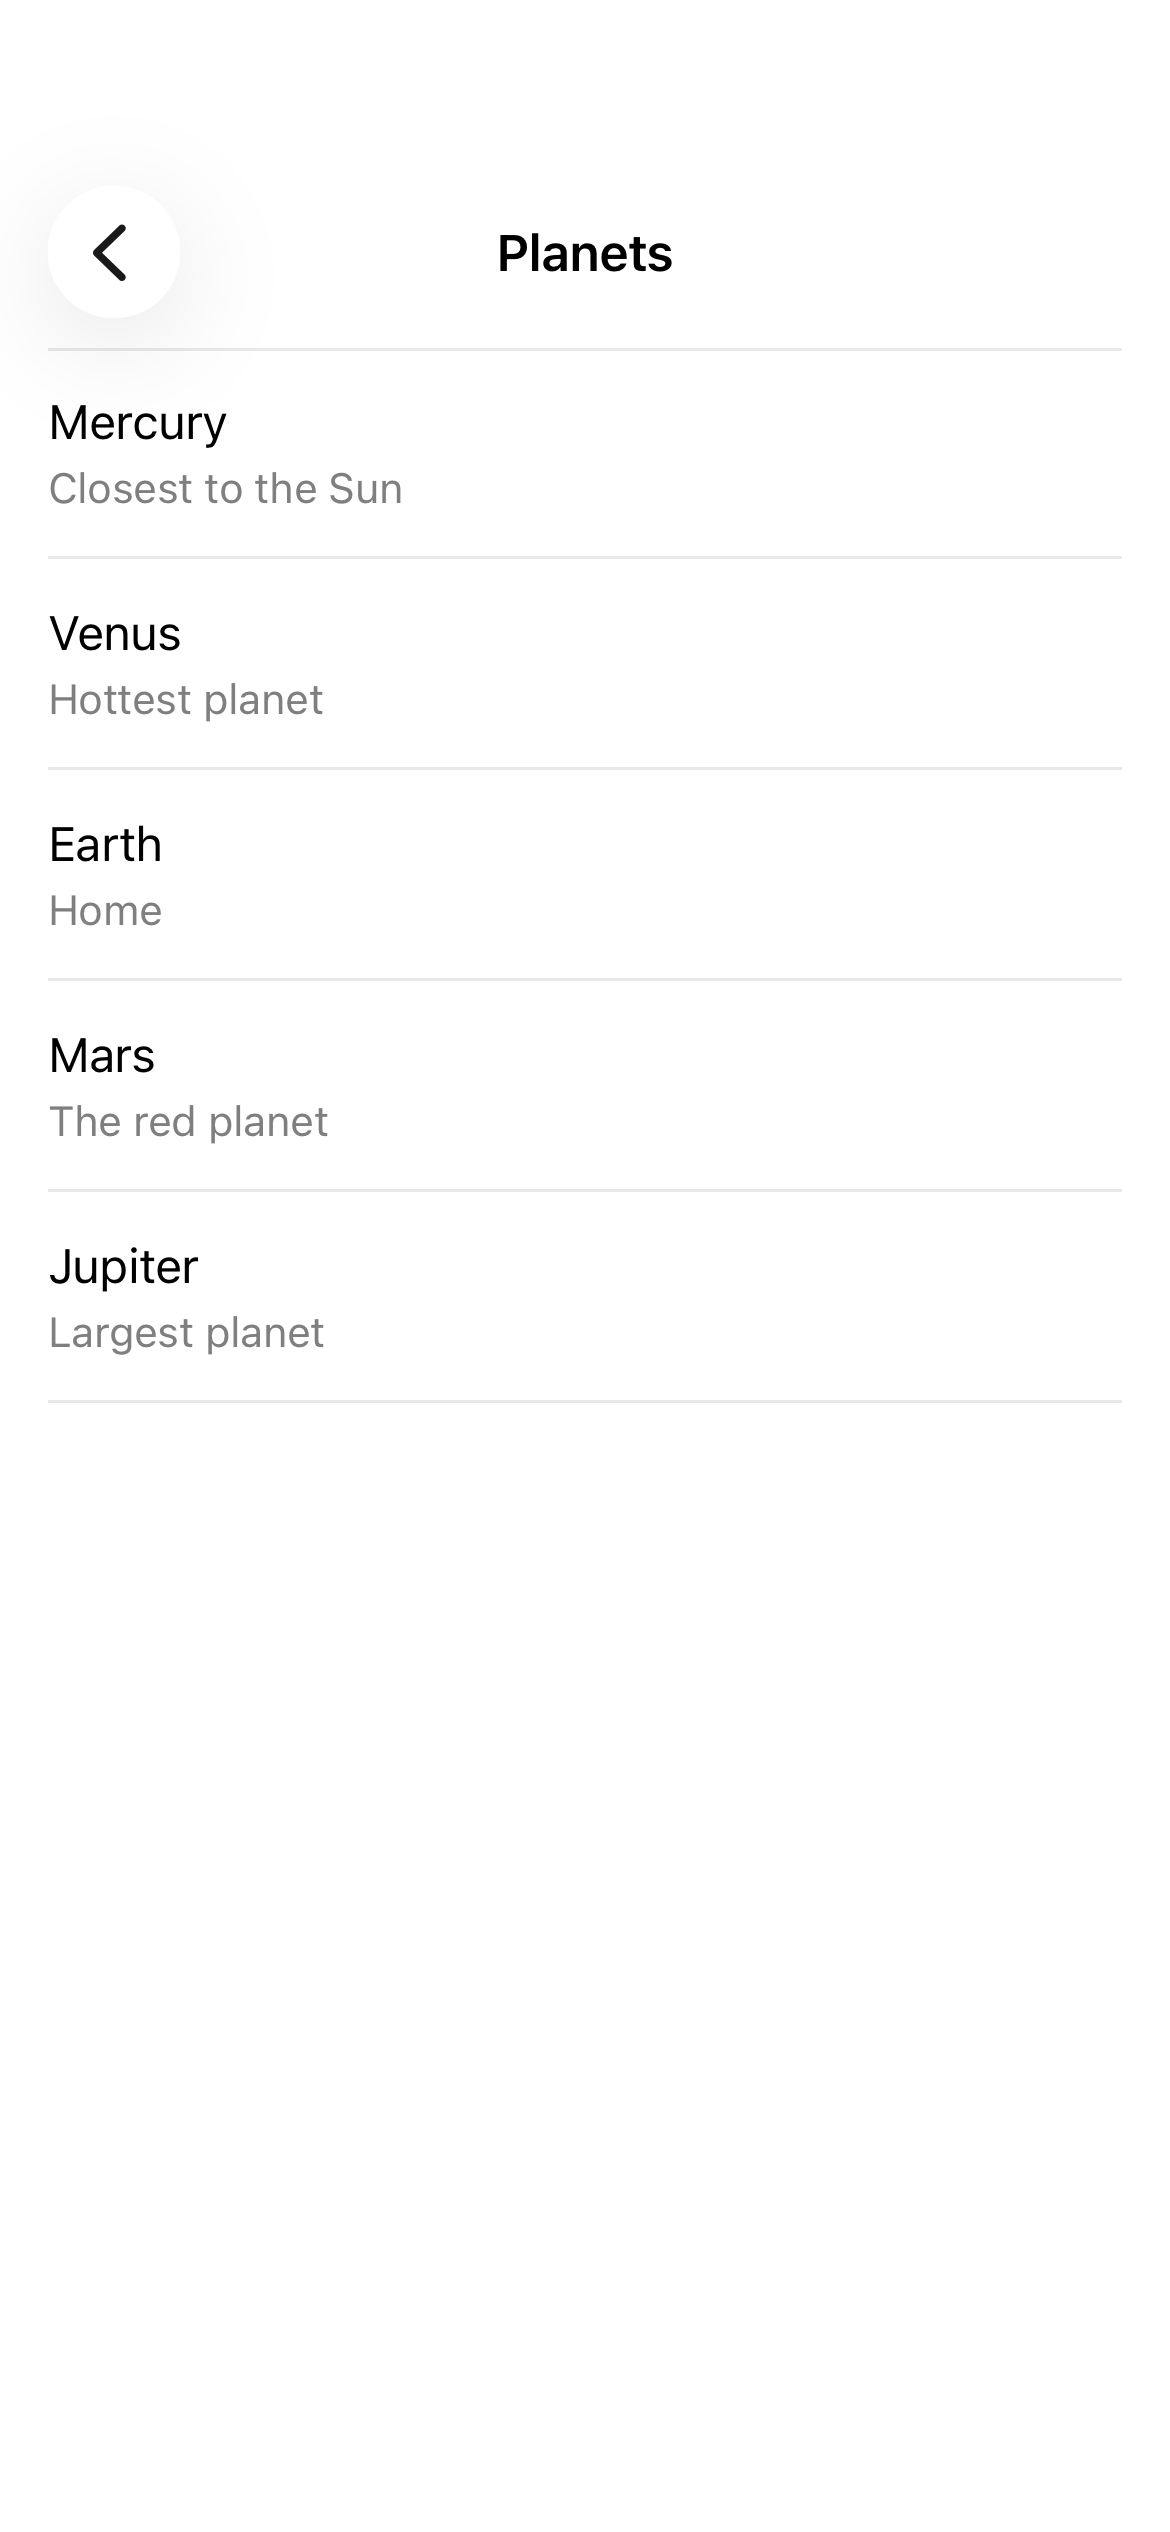 Planets
Mercury
Closest to the Sun
Venus
Hottest planet
Earth
Home
Mars
The red planet
Jupiter
Largest planet